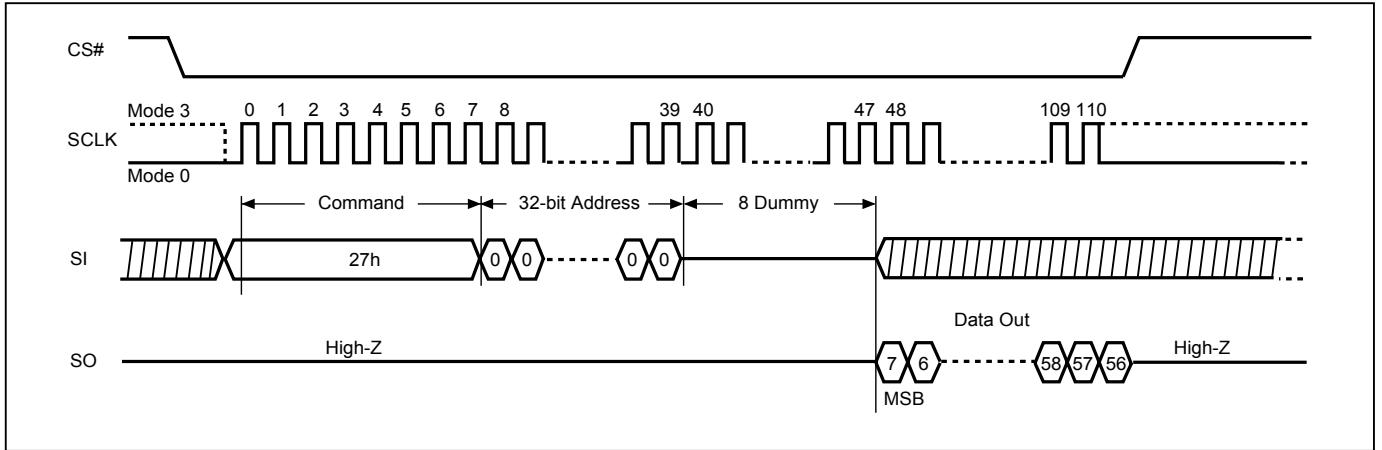 CS#
Mode 3 0 1 2 3 4 5 6 7 8 39 40 47 48 109 110
SCLK
Mode 0
Command 32-bit Address 8 Dummy
SI 27h 0 0 0 0
Data Out
SO High-Z 7 6 58 57 56 High-Z
MSB